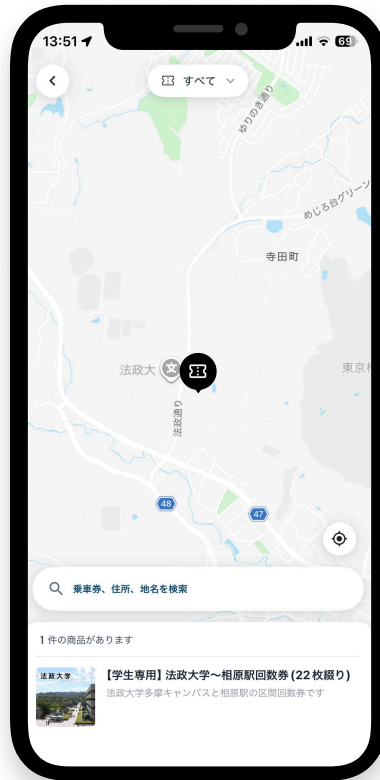 13:51
69
すべて
ゆりのき通り
めじろ台グリーン
寺田町
法政大
文
東京
法政通り
48
47
乗車券、住所、地名を検索
1 件の商品があります
法政大学
【学生専用】法政大学〜相原駅回数券 (22枚綴り)
法政大学多摩キャンパスと相原駅の区間回数券です